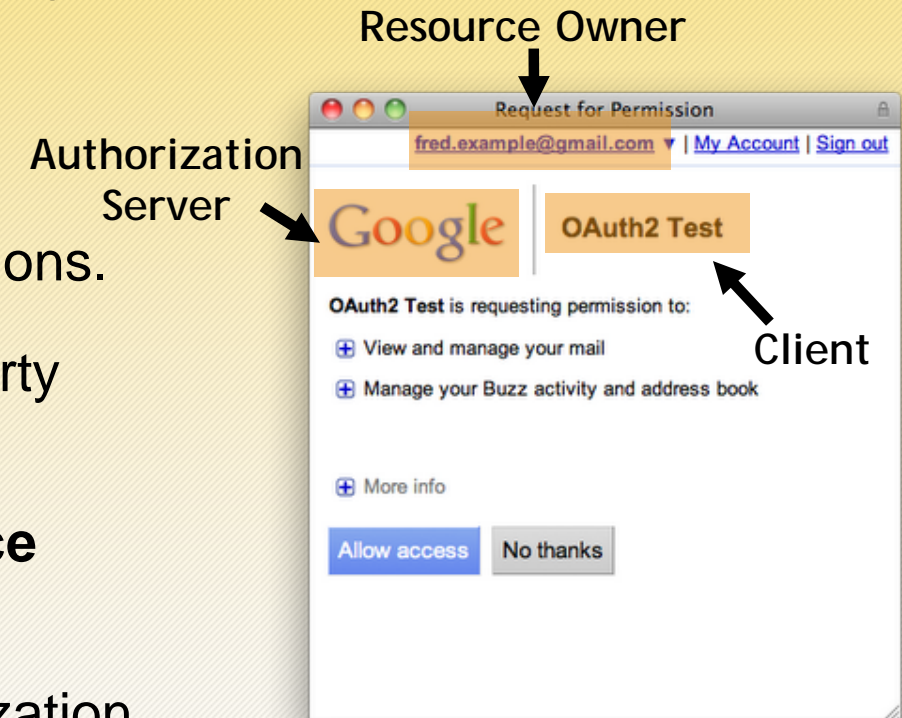 Resource Owner
Request for Permission
fred.example@gmail.com ▼ | My Account | Sign out
Authorization
Server
Google
OAuth2 Test
ons.
OAuth2 Test is requesting permission to:
View and manage your mail
Client
rty
Manage your Buzz activity and address book
More info
ce
Allow access No thanks
zation